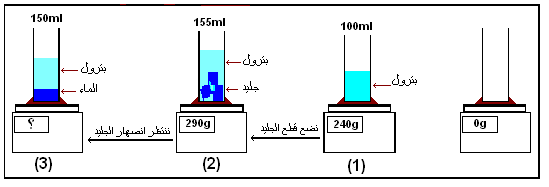 100ml
155ml
150ml
بترول
بترول
جليد
بترول
الماء
0g
240g
نضع قطع الجليد
290g
ننتظر انصهار الجليد
؟
(1)
(2)
(3)